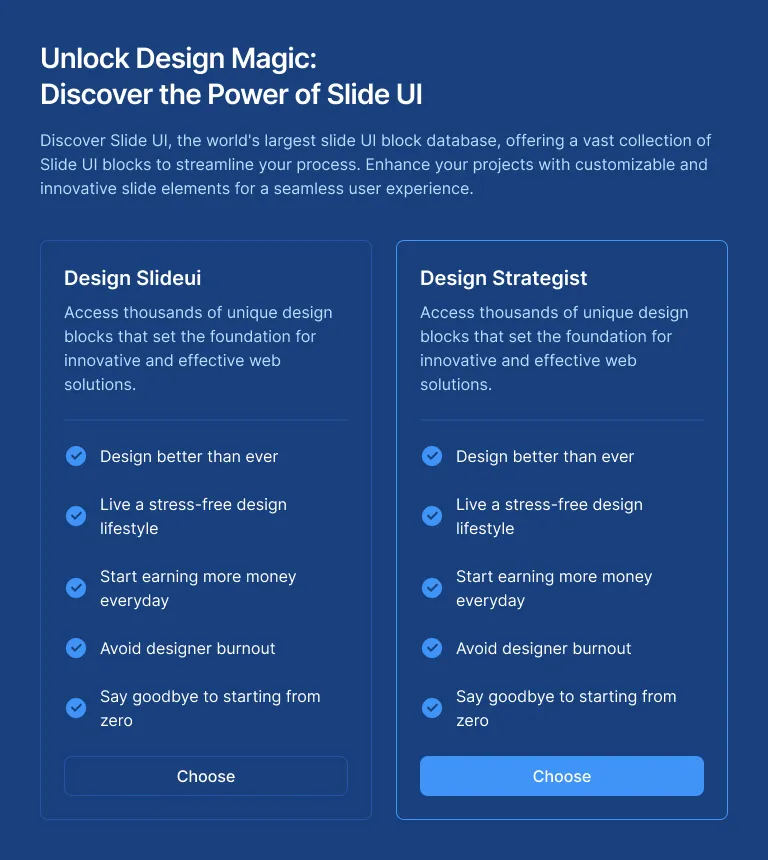 Unlock Design Magic:
Discover the Power of Slide UI
Discover Slide UI, the world's largest slide UI block database, offering a vast collection of
Slide UI blocks to streamline your process. Enhance your projects with customizable and
innovative slide elements for a seamless user experience.
Design Slideui
Access thousands of unique design
blocks that set the foundation for
innovative and effective web
solutions.
Design better than ever
Live a stress-free design
lifestyle
Start earning more money
everyday
Avoid designer burnout
Say goodbye to starting from
zero
Choose
Design Strategist
Access thousands of unique design
blocks that set the foundation for
innovative and effective web
solutions.
Design better than ever
Live a stress-free design
lifestyle
Start earning more money
everyday
Avoid designer burnout
Say goodbye to starting from
zero
Choose